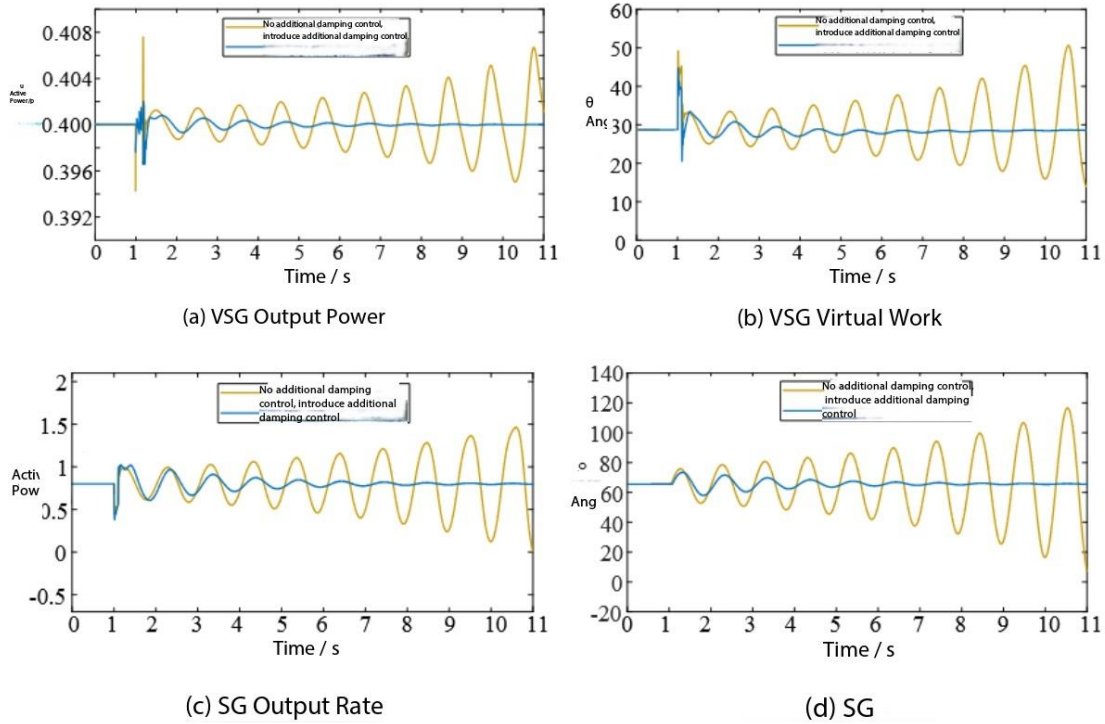 No additional damping control,
introduce additional damping control
u
Active
Power/p
0.408
0.404
0.400
0.396
0.392
0 1 2 3 4 5 6 7 8 9 10 11
Time / s
(a) VSG Output Power
No additional damping control,
introduce additional damping control
θ
Ang
60
50
40
30
20
10
0
0 1 2 3 4 5 6 7 8 9 10 11
Time / s
(b) VSG Virtual Work
No additional damping
control, introduce additional
damping control
Activ
Pow
2
1.5
1
0.5
0
-0.5
0 1 2 3 4 5 6 7 8 9 10 11
Time / s
(c) SG Output Rate
No additional damping control,
introduce additional damping
control
o
Ang
140
120
100
80
60
40
20
0
-20
0 1 2 3 4 5 6 7 8 9 10 11
Time / s
(d) SG